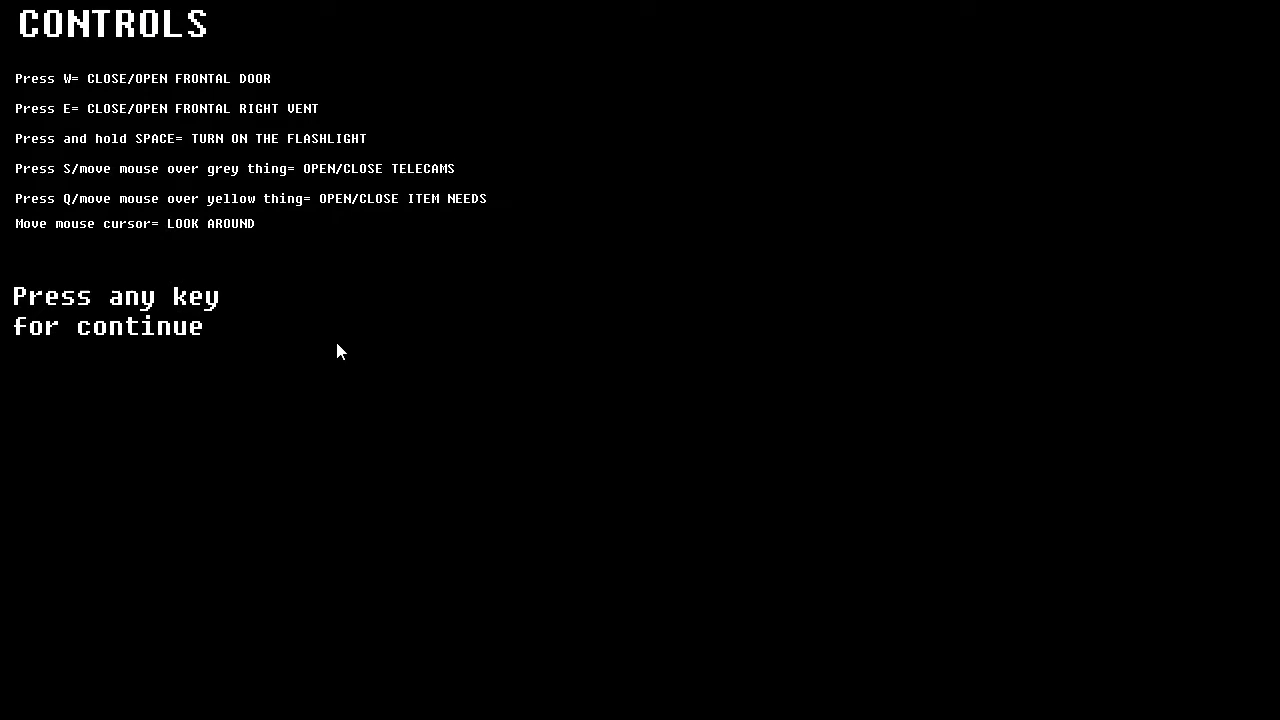 CONTROLS
Press W= CLOSE/OPEN FRONTAL DOOR
Press E= CLOSE/OPEN FRONTAL RIGHT VENT
Press and hold SPACE= TURN ON THE FLASHLIGHT
Press S/move mouse over grey thing= OPEN/CLOSE TELECAMS
Press Q/move mouse over yellow thing= OPEN/CLOSE ITEM NEEDS
Move mouse cursor= LOOK AROUND
Press any key
for continue